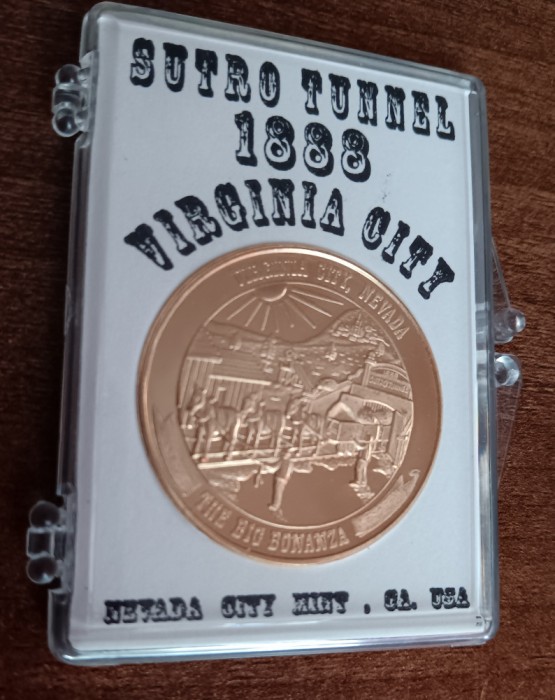 SUTRO TUNNEL
1888
VIRGINIA CITY
VIRGINIA CITY, NEVADA
THE BIG BONANZA
NEVADA CITY MINT , CA. USA